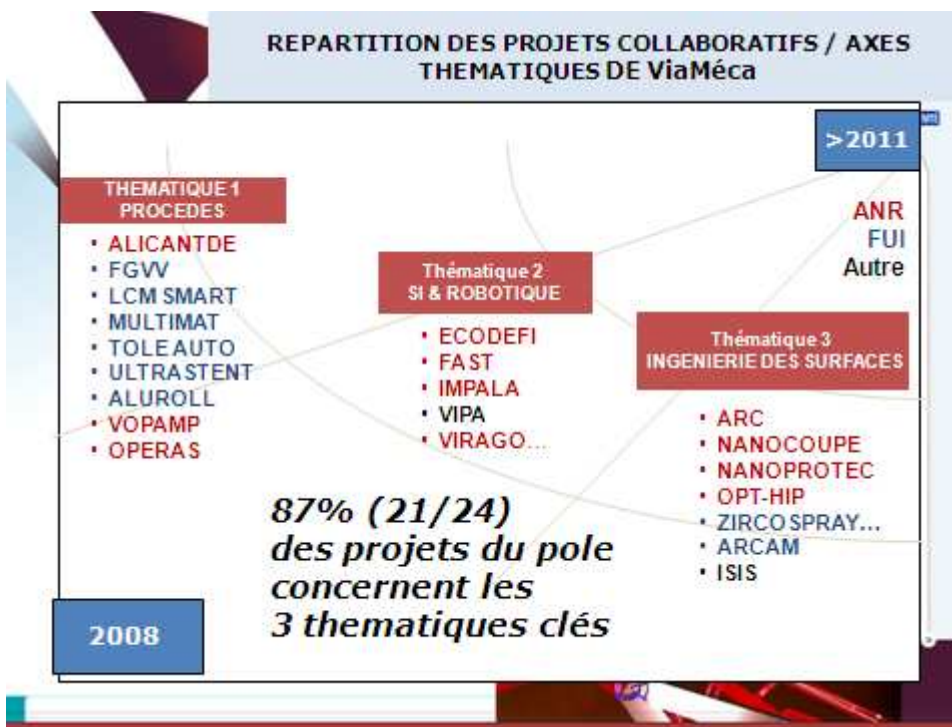 REPARTITION DES PROJETS COLLABORATIFS / AXES
THEMATIQUES DE ViaMéca
>2011
THEMATIQUE 1
PROCEDES
• ALICANTDE
• FGVV
• LCM SMART
• MULTIMAT
• TOLEAUTO
• ULTRASTENT
• ALUROLL
• VOPAMP
• OPERAS
ANR
FUI
Autre
Thématique 2
SI & ROBOTIQUE
• ECODEFI
• FAST
• IMPALA
• VIPA
• VIRAGO...
Thématique 3
INGENIERIE DES SURFACES
• ARC
• NANOCOUPE
• NANOPROTEC
• OPT-HIP
• ZIRCOSPRAY...
• ARCAM
• ISIS
87% (21/24)
des projets du pole
concernent les
3 thematiques clés
2008